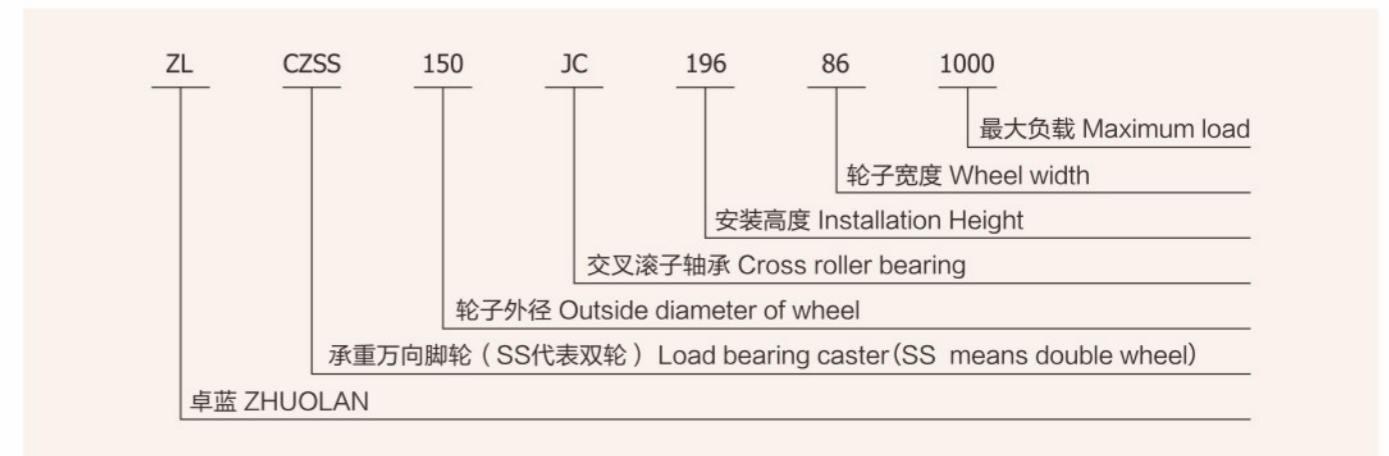 ZL CZSS 150 JC 196 86 1000
最大负载 Maximum load
轮子宽度 Wheel width
安装高度 Installation Height
交叉滚子轴承 Cross roller bearing
轮子外径 Outside diameter of wheel
承重万向脚轮（SS代表双轮）Load bearing caster(SS means double wheel)
卓蓝 ZHUOLAN